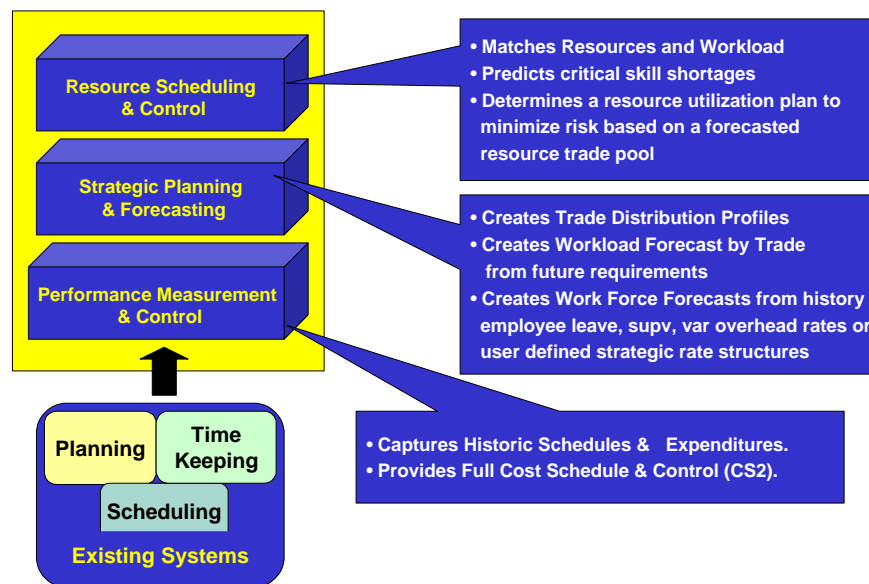 Resource Scheduling
& Control
• Matches Resources and Workload
• Predicts critical skill shortages
• Determines a resource utilization plan to
minimize risk based on a forecasted
resource trade pool
Strategic Planning
& Forecasting
• Creates Trade Distribution Profiles
• Creates Workload Forecast by Trade
from future requirements
• Creates Work Force Forecasts from history
employee leave, supv, var overhead rates or
user defined strategic rate structures
Performance Measurement
& Control
• Captures Historic Schedules & Expenditures.
• Provides Full Cost Schedule & Control (CS2).
Planning
Time
Keeping
Scheduling
Existing Systems